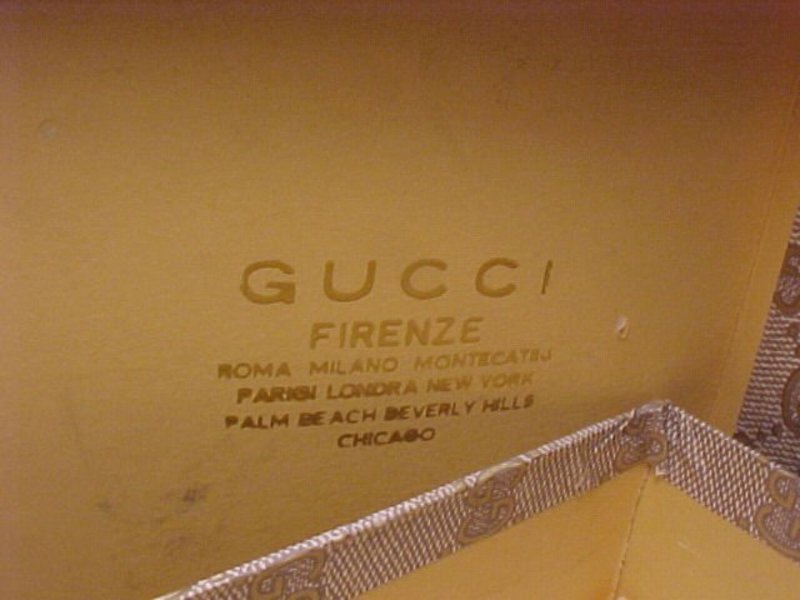 GUCCI
FIRENZE
ROMA MILANO MONTECATINI
PARIGI LONDRA NEW YORK
PALM BEACH BEVERLY HILLS
CHICAGO